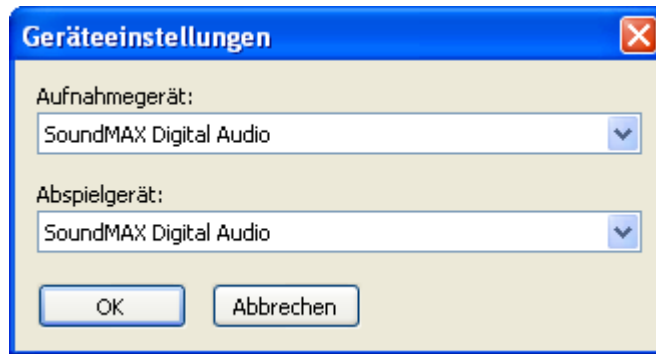 Geräteeinstellungen
Aufnahmegerät:
SoundMAX Digital Audio
Abspielgerät:
SoundMAX Digital Audio
OK
Abbrechen